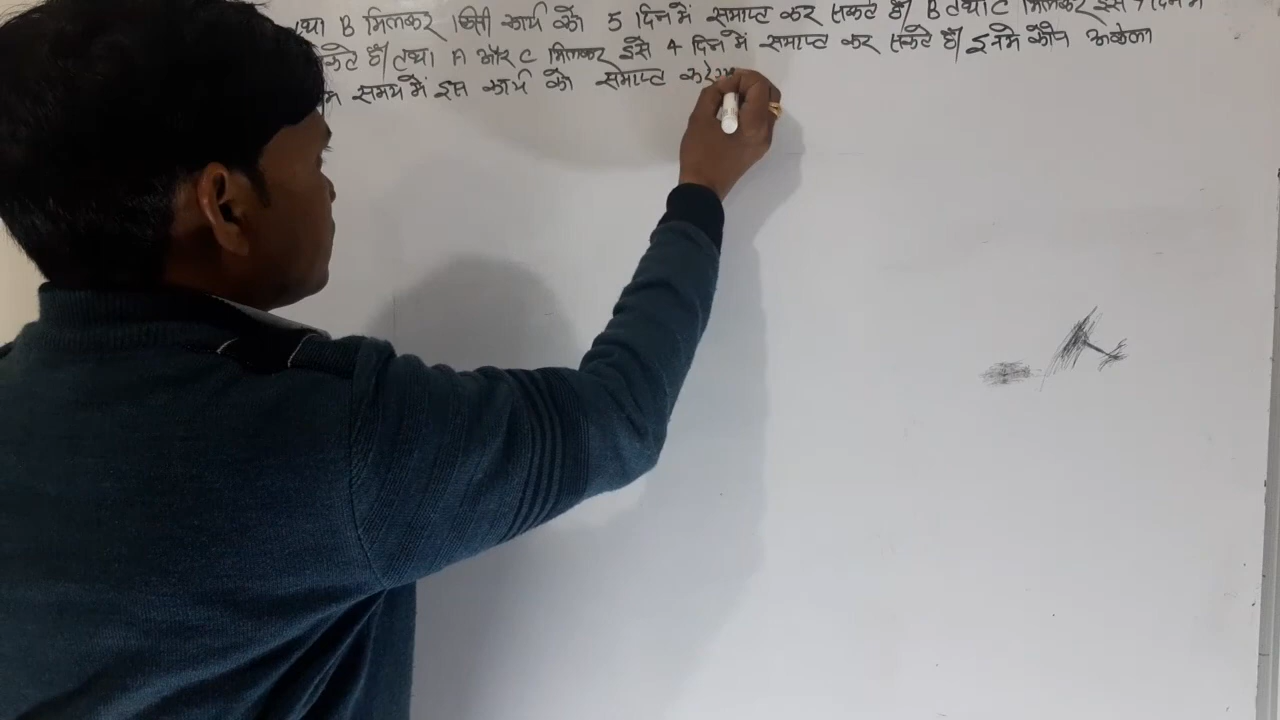 तथा B मिलकर किसी कार्य को 5 दिन में समाप्त कर सकते हैं। B तथा C मिलकर इसे 7 दिन में
सकते हैं। तथा A और C मिलकर इसे 4 दिन में समाप्त कर सकते हैं। इनमे कौन अकेला
समय में इस कार्य को समाप्त करेगा